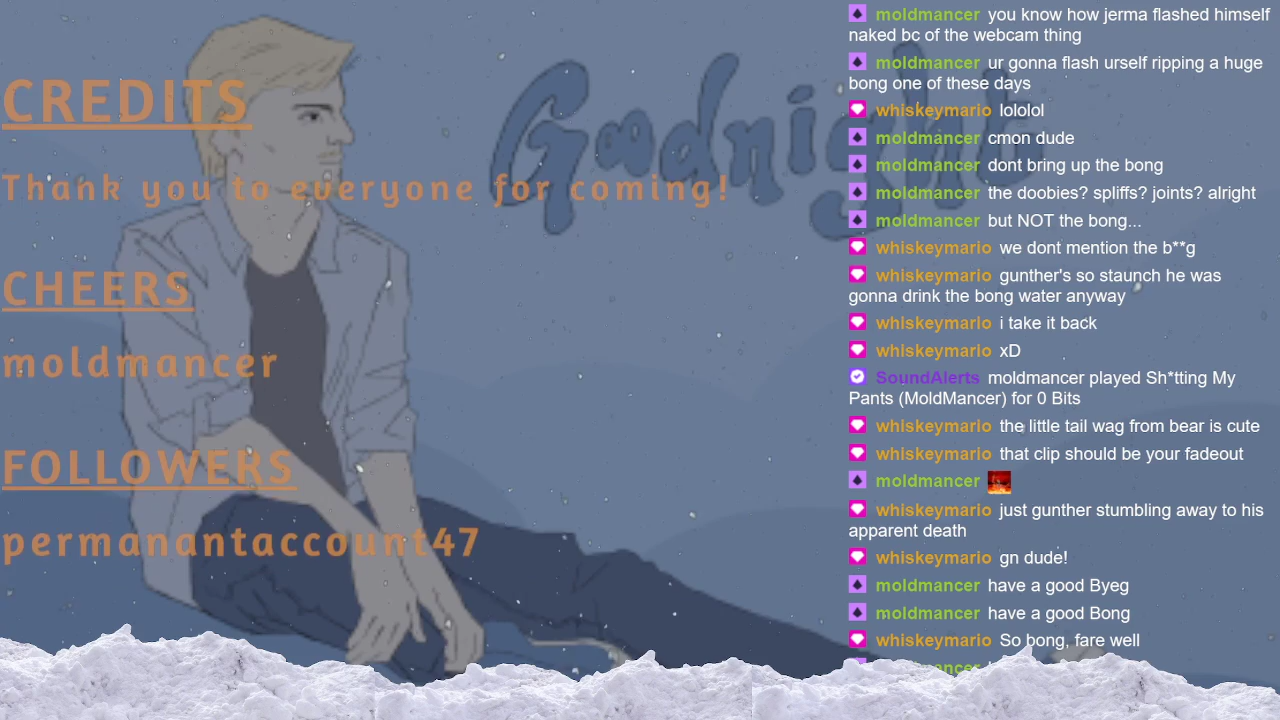 CREDITS
Thank you to everyone for coming!
CHEERS
moldmancer
FOLLOWERS
permanantaccount47
Goodnight
moldmancer you know how jerma flashed himself
naked bc of the webcam thing
moldmancer ur gonna flash urself ripping a huge
bong one of these days
whiskeymario lololol
moldmancer cmon dude
moldmancer dont bring up the bong
moldmancer the doobies? spliffs? joints? alright
moldmancer but NOT the bong...
whiskeymario we dont mention the b**g
whiskeymario gunther's so staunch he was
gonna drink the bong water anyway
whiskeymario i take it back
whiskeymario xD
SoundAlerts moldmancer played Sh*tting My
Pants (MoldMancer) for 0 Bits
whiskeymario the little tail wag from bear is cute
whiskeymario that clip should be your fadeout
moldmancer
whiskeymario just gunther stumbling away to his
apparent death
whiskeymario gn dude!
moldmancer have a good Byeg
moldmancer have a good Bong
whiskeymario So bong, fare well
moldmancer